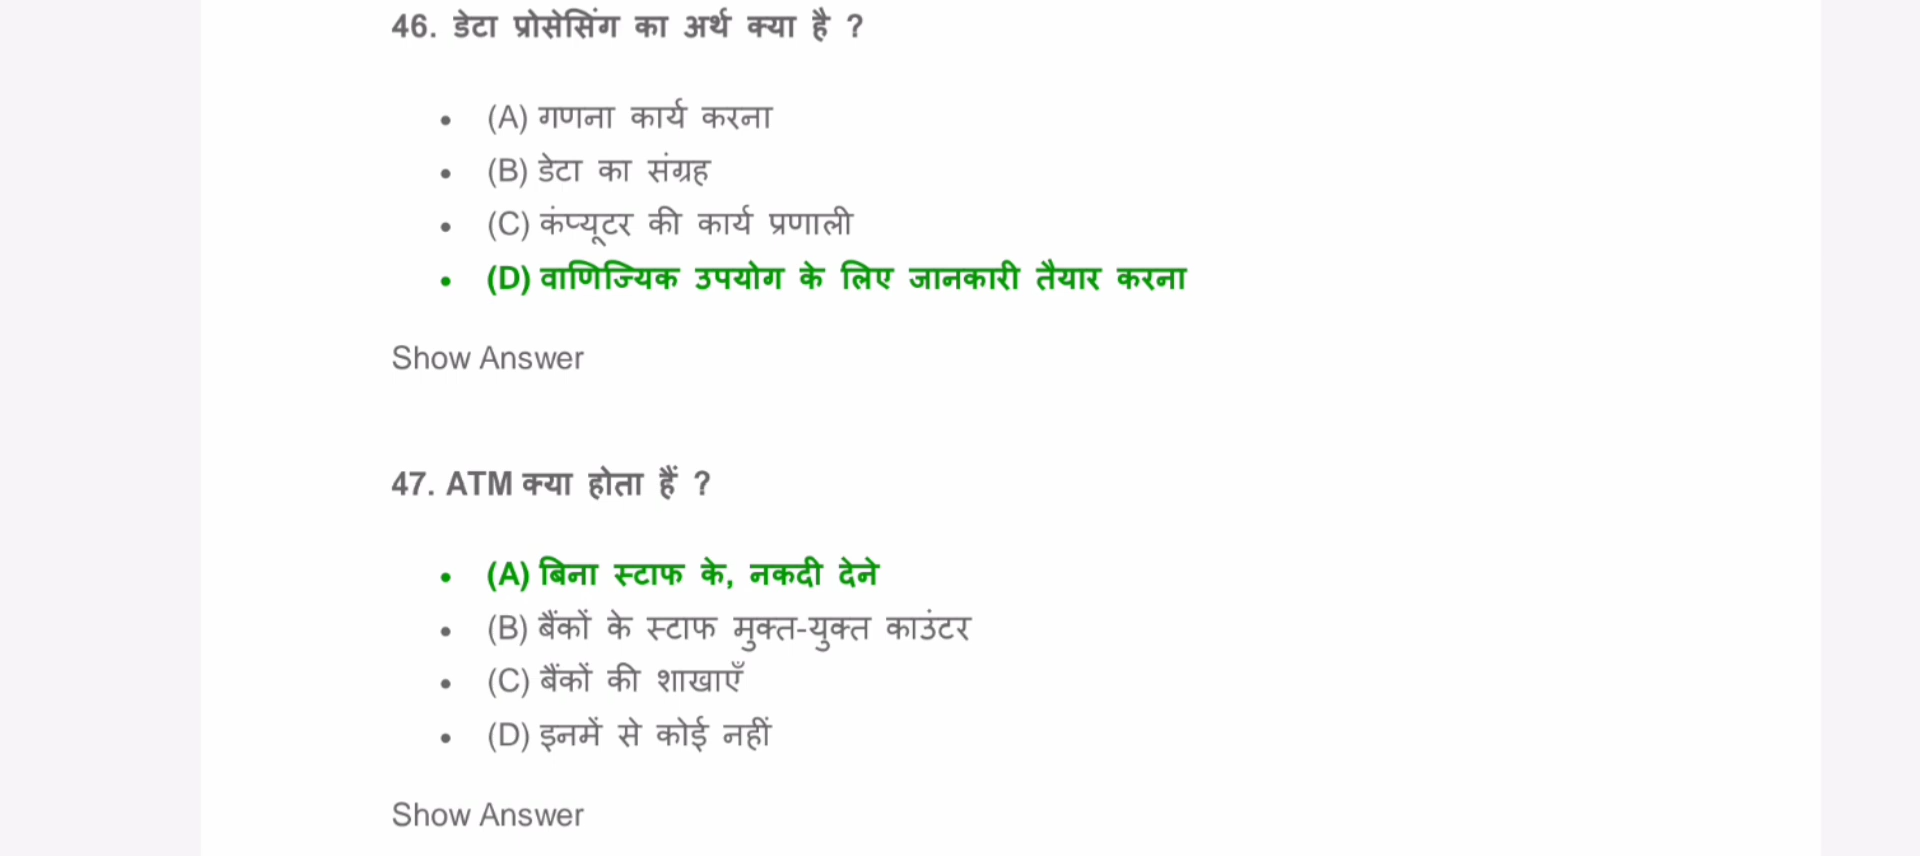 46. डेटा प्रोसेसिंग का अर्थ क्या है ?
• (A) गणना कार्य करना
• (B) डेटा का संग्रह
• (C) कंप्यूटर की कार्य प्रणाली
• (D) वाणिज्यिक उपयोग के लिए जानकारी तैयार करना
Show Answer
47. ATM क्या होता हैं ?
• (A) बिना स्टाफ के, नकदी देने
• (B) बैंकों के स्टाफ मुक्त-युक्त काउंटर
• (C) बैंकों की शाखाएँ
• (D) इनमें से कोई नहीं
Show Answer